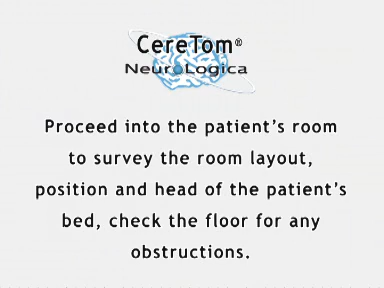 CereTom®
NeuroLogica
Proceed into the patient's room
to survey the room layout,
position and head of the patient's
bed, check the floor for any
obstructions.